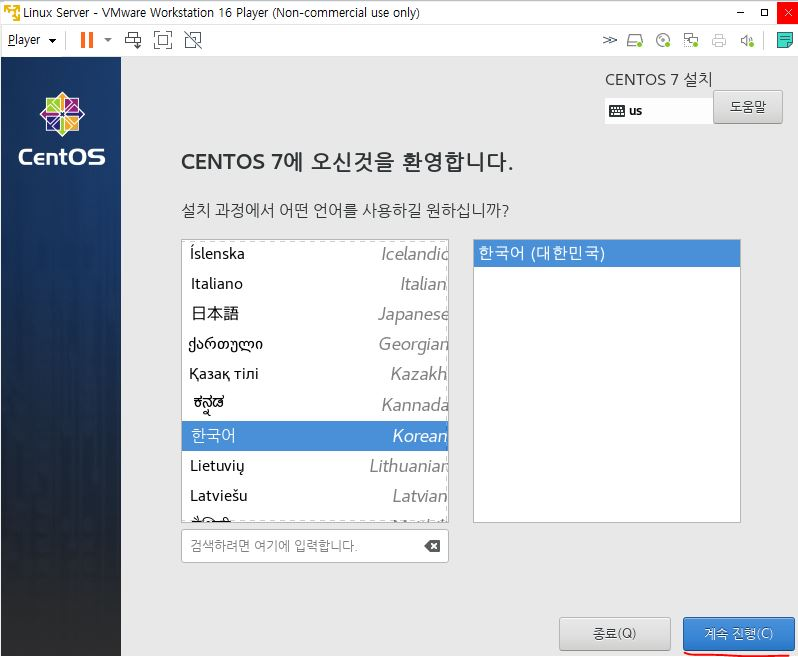 Linux Server - VMware Workstation 16 Player (Non-commercial use only)
Player
CENTOS 7 설치
us
도움말
CentOS
CENTOS 7에 오신것을 환영합니다.
설치 과정에서 어떤 언어를 사용하길 원하십니까?
Íslenska Icelandic
Italiano Italian
日本語 Japanese
ქართული Georgian
Қазақ тілі Kazakh
ಕನ್ನಡ Kannada
한국어 Korean
Lietuvių Lithuanian
Latviešu Latvian
한국어 (대한민국)
검색하려면 여기에 입력합니다.
종료(Q)
계속 진행(C)